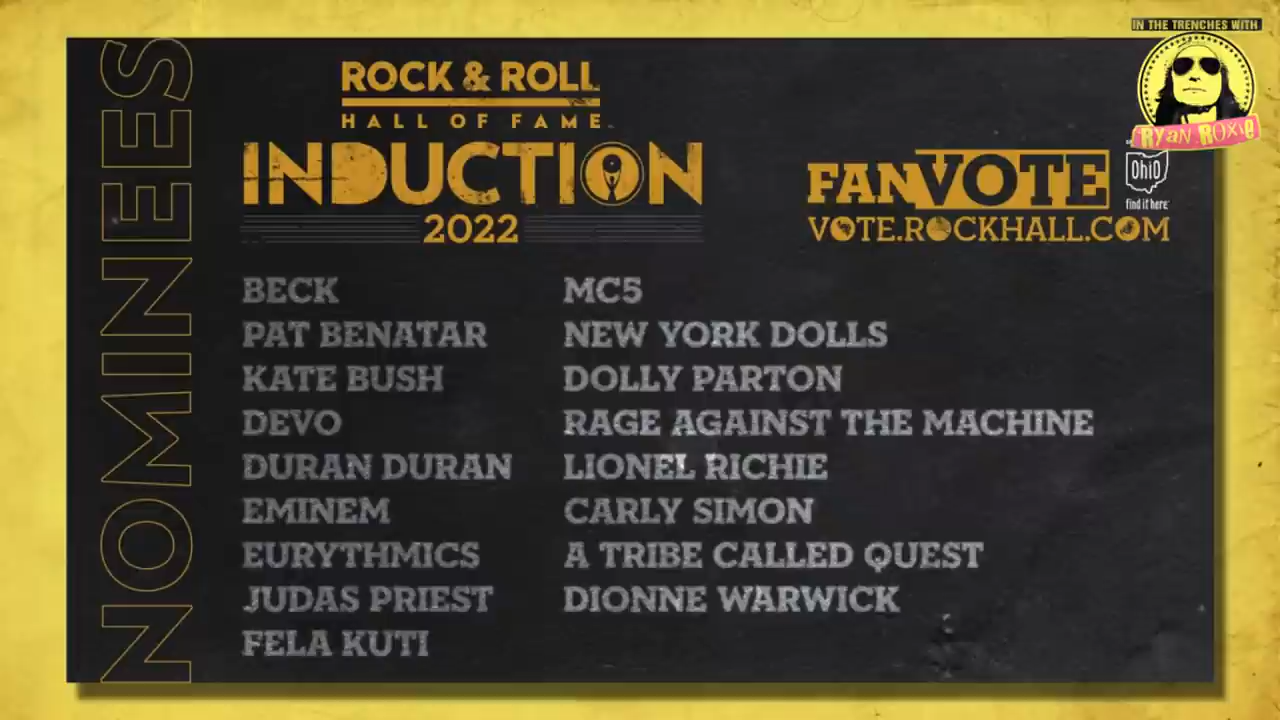 IN THE TRENCHES WITH
RYAN ROXIE
NOMINEES
ROCK & ROLL
HALL OF FAME
INDUCTION
2022
FANVOTE
VOTE.ROCKHALL.COM
Ohio
find it here
BECK
PAT BENATAR
KATE BUSH
DEVO
DURAN DURAN
EMINEM
EURYTHMICS
JUDAS PRIEST
FELA KUTI
MC5
NEW YORK DOLLS
DOLLY PARTON
RAGE AGAINST THE MACHINE
LIONEL RICHIE
CARLY SIMON
A TRIBE CALLED QUEST
DIONNE WARWICK